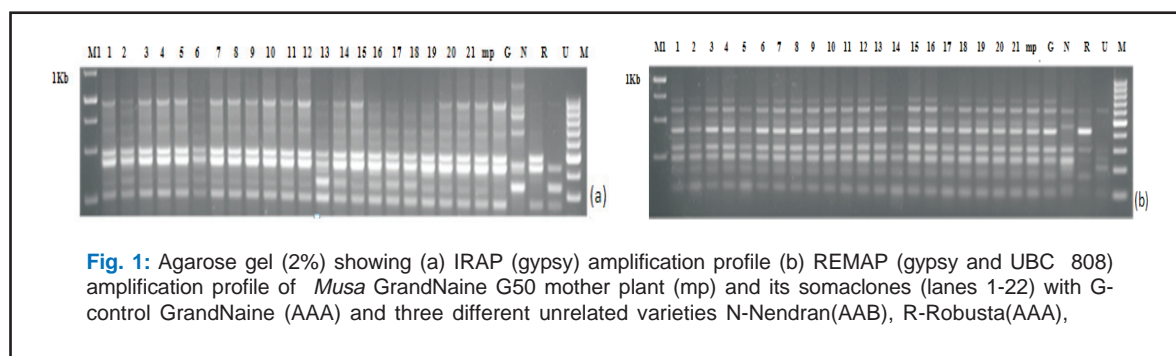 M1 1 2 3 4 5 6 7 8 9 10 11 12 13 14 15 16 17 18 19 20 21 mp G N R U M
1Kb
(a)
M1 1 2 3 4 5 6 7 8 9 10 11 12 13 14 15 16 17 18 19 20 21 mp G N R U M
1Kb
(b)
Fig. 1: Agarose gel (2%) showing (a) IRAP (gypsy) amplification profile (b) REMAP (gypsy and UBC 808)
amplification profile of Musa GrandNaine G50 mother plant (mp) and its somaclones (lanes 1-22) with G-
control GrandNaine (AAA) and three different unrelated varieties N-Nendran(AAB), R-Robusta(AAA),